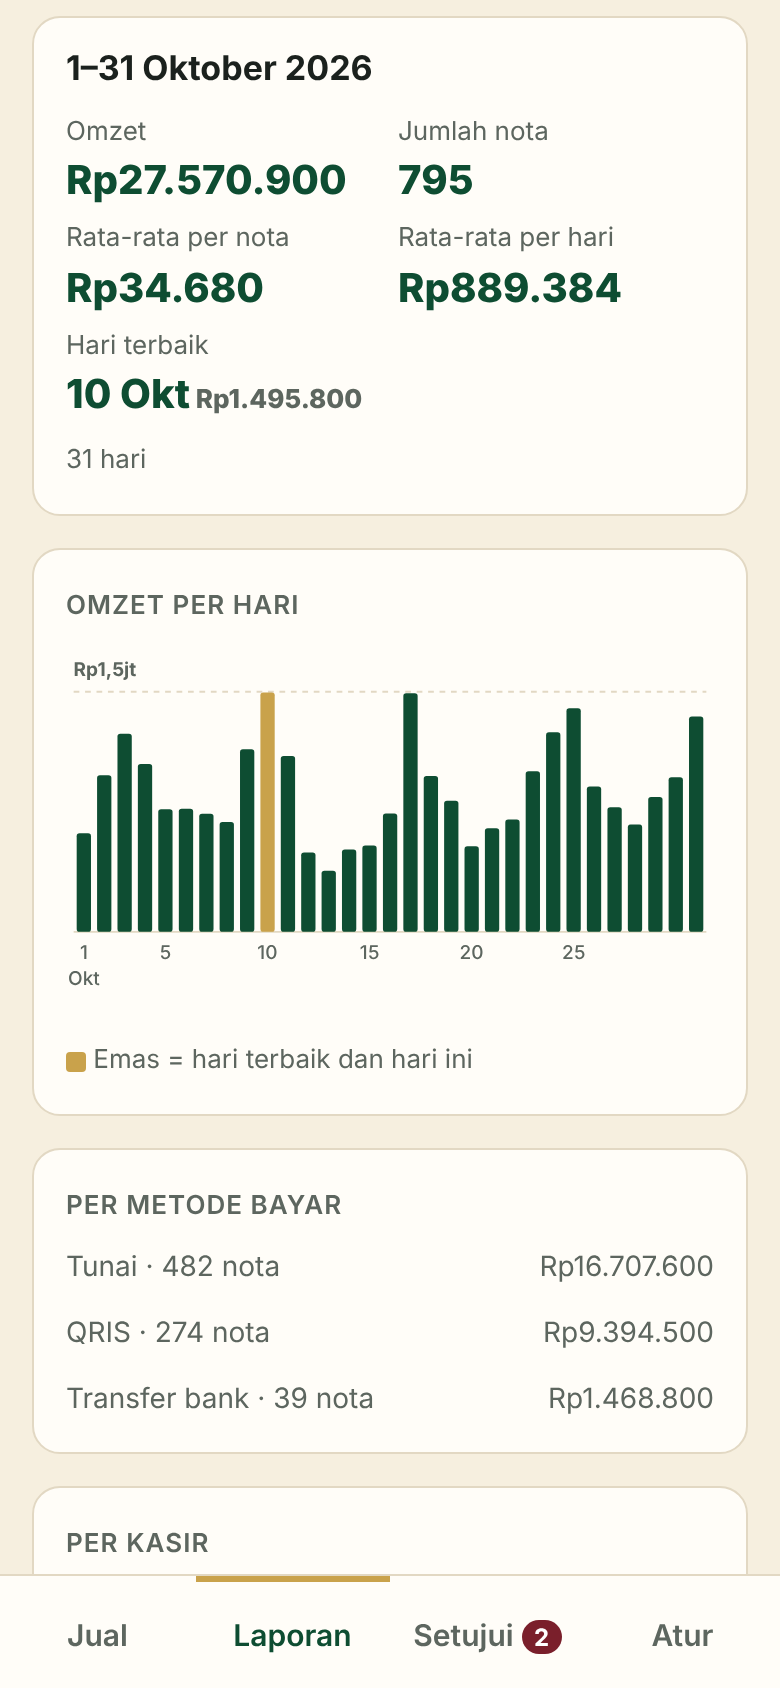 1–31 Oktober 2026
Omzet Jumlah nota
Rp27.570.900 795
Rata-rata per nota Rata-rata per hari
Rp34.680 Rp889.384
Hari terbaik
10 Okt Rp1.495.800
31 hari
OMZET PER HARI
Rp1,5jt
1 5 10 15 20 25
Okt
Emas = hari terbaik dan hari ini
PER METODE BAYAR
Tunai · 482 nota Rp16.707.600
QRIS · 274 nota Rp9.394.500
Transfer bank · 39 nota Rp1.468.800
PER KASIR
Jual Laporan Setujui 2 Atur